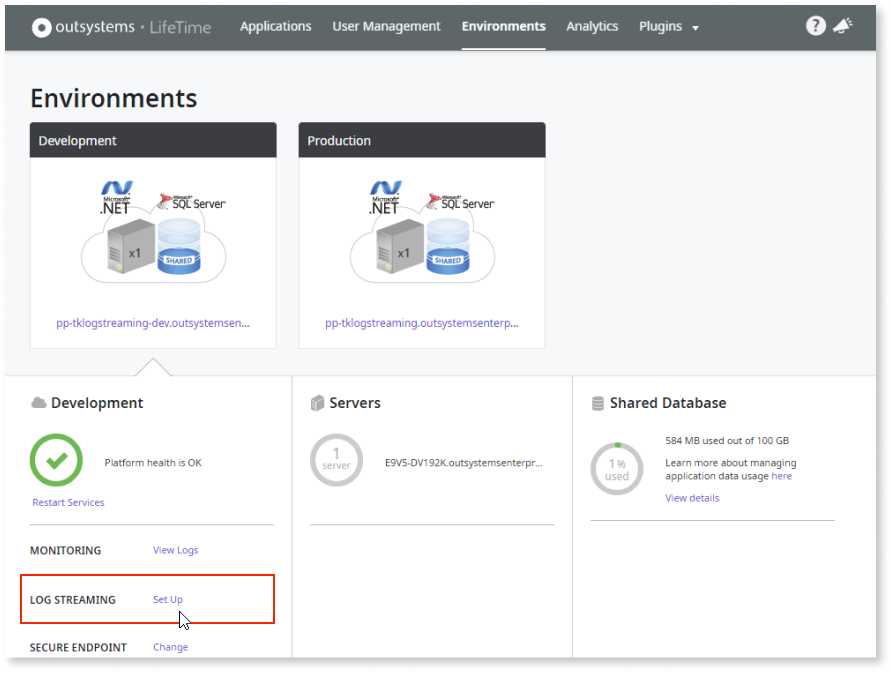 outsystems · LifeTime Applications User Management Environments Analytics Plugins ?
Environments
Development
Production
Microsoft
.NET
Microsoft
SQL Server
x1
SHARED
pp-tklogstreaming-dev.outsystemsen...
Microsoft
.NET
Microsoft
SQL Server
x1
SHARED
pp-tklogstreaming.outsystemsenterp...
Development
Platform health is OK
Restart Services
MONITORING View Logs
LOG STREAMING Set Up
SECURE ENDPOINT Change
Servers
1
server
E9V5-DV192K.outsystemsenterpr...
Shared Database
1%
used
584 MB used out of 100 GB
Learn more about managing
application data usage here
View details